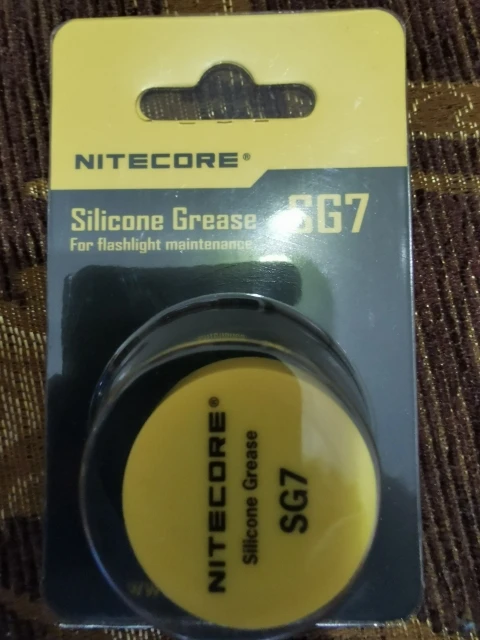 NITECORE®
Silicone Grease SG7
For flashlight maintenance
NITECORE®
Silicone Grease
SG7